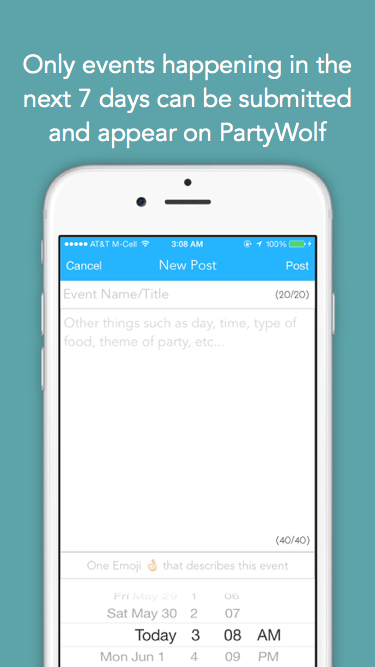 Only events happening in the
next 7 days can be submitted
and appear on PartyWolf
AT&T M-Cell 3:08 AM 100%
Cancel New Post Post
Event Name/Title (20/20)
Other things such as day, time, type of
food, theme of party, etc...
(40/40)
One Emoji 👌🏼 that describes this event
Fri May 29 1 06
Sat May 30 2 07
Today 3 08 AM
Mon Jun 1 4 09 PM